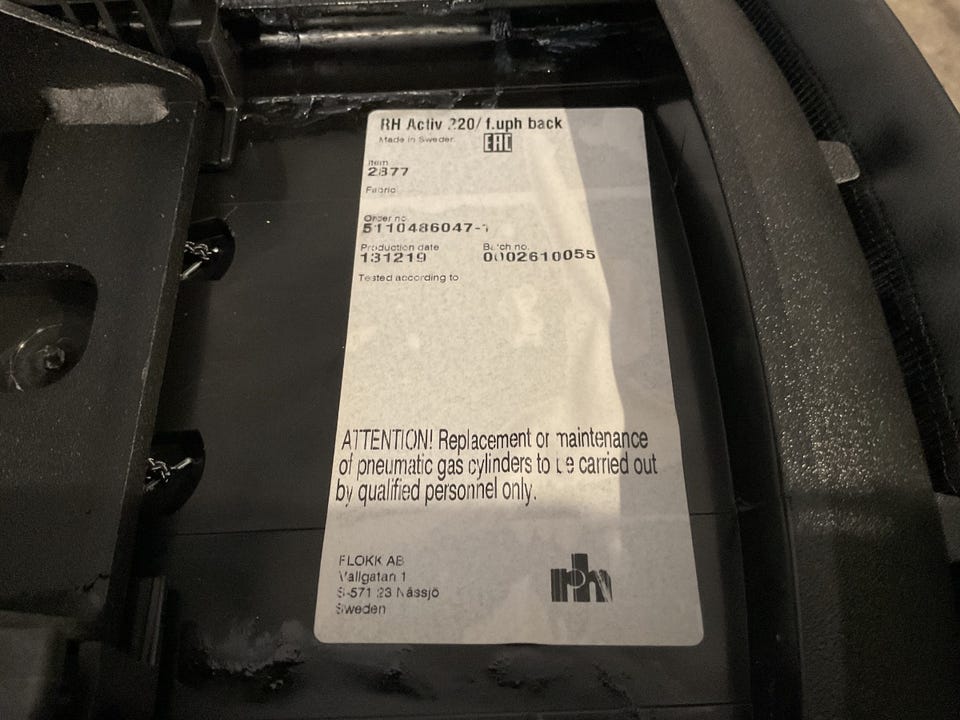 RH Activ 220/ f.uph back
Made in Sweden
EAC
Item
2877
Fabric
Order no.
5110486047-1
Production date Batch no.
131219 0002610055
Tested according to
ATTENTION! Replacement or maintenance
of pneumatic gas cylinders to be carried out
by qualified personnel only.
FLOKK AB
Vallgatan 1
S-571 23 Nässjö
Sweden
rh